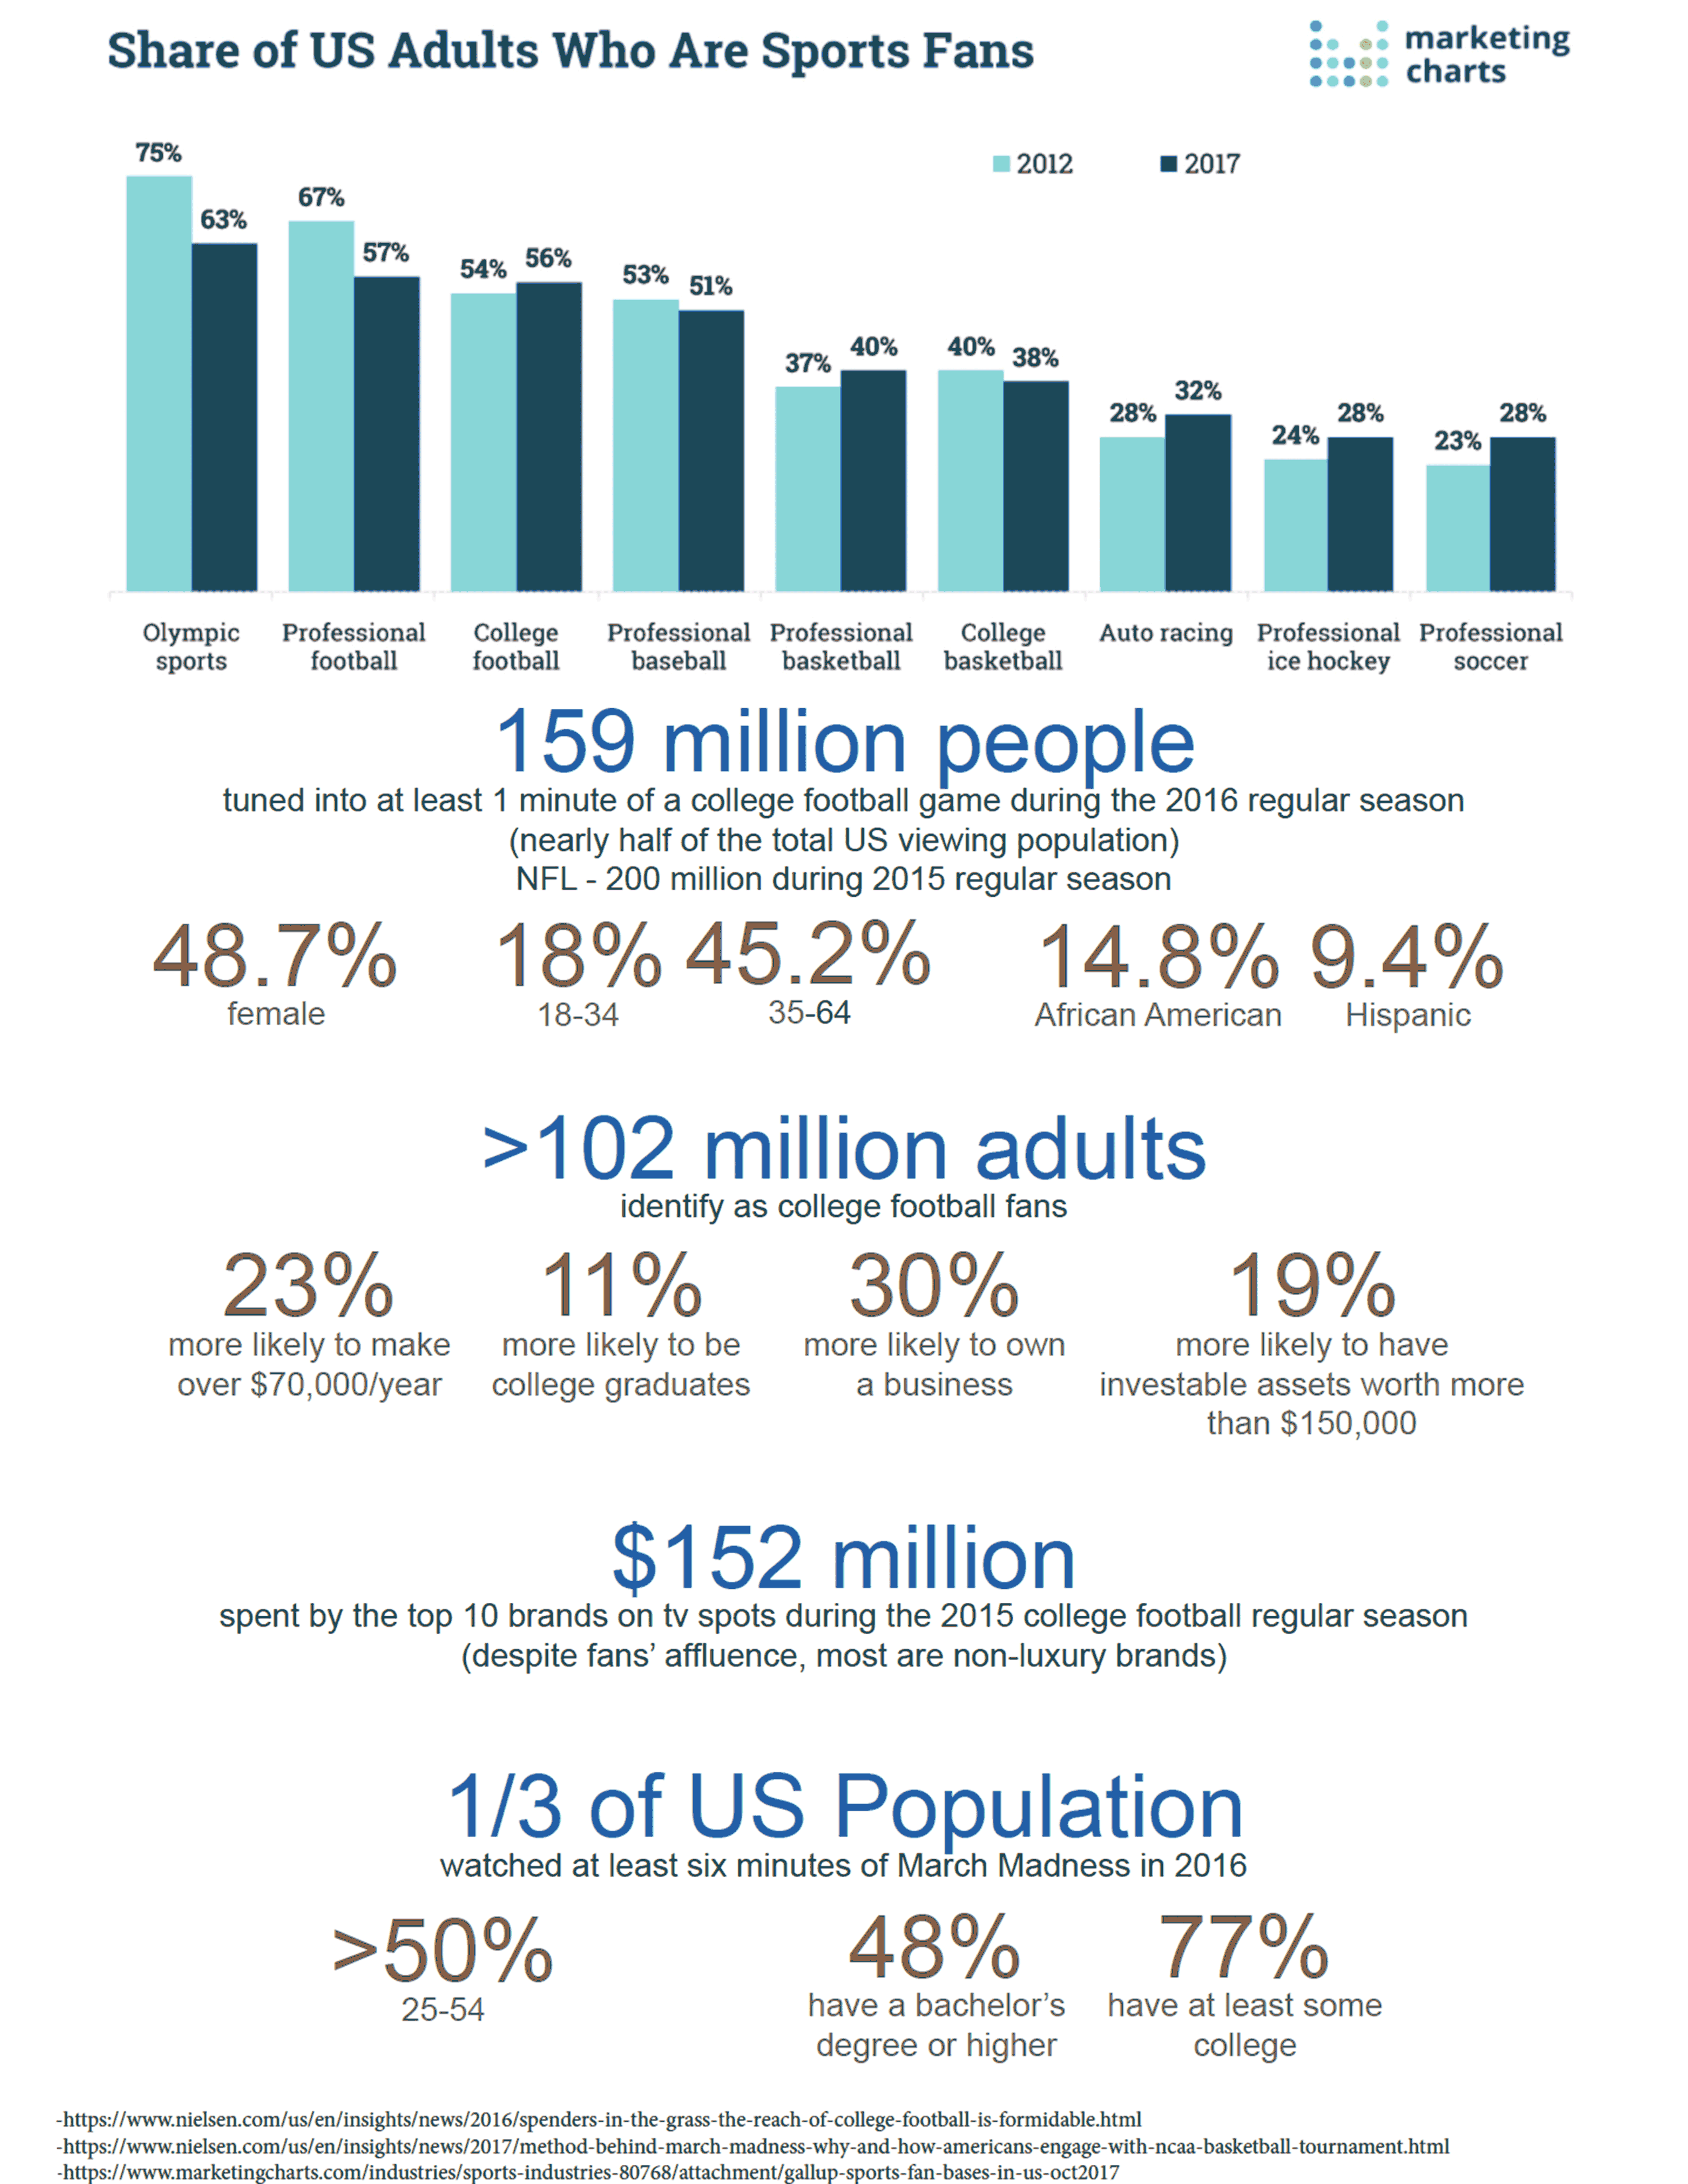 Share of US Adults Who Are Sports Fans
marketing
charts
2012 2017
75% 63% 67% 57% 54% 56% 53% 51% 37% 40% 40% 38% 28% 32% 24% 28% 23% 28%
Olympic Professional College Professional Professional College Auto racing Professional Professional
sports football football baseball basketball basketball ice hockey soccer
159 million people
tuned into at least 1 minute of a college football game during the 2016 regular season
(nearly half of the total US viewing population)
NFL - 200 million during 2015 regular season
48.7% 18% 45.2% 14.8% 9.4%
female 18-34 35-64 African American Hispanic
>102 million adults
identify as college football fans
23% 11% 30% 19%
more likely to make more likely to be more likely to own more likely to have
over $70,000/year college graduates a business investable assets worth more
than $150,000
$152 million
spent by the top 10 brands on tv spots during the 2015 college football regular season
(despite fans’ affluence, most are non-luxury brands)
1/3 of US Population
watched at least six minutes of March Madness in 2016
>50% 48% 77%
25-54 have a bachelor’s have at least some
degree or higher college
-https://www.nielsen.com/us/en/insights/news/2016/spenders-in-the-grass-the-reach-of-college-football-is-formidable.html
-https://www.nielsen.com/us/en/insights/news/2017/method-behind-march-madness-why-and-how-americans-engage-with-ncaa-basketball-tournament.html
-https://www.marketingcharts.com/industries/sports-industries-80768/attachment/gallup-sports-fan-bases-in-us-oct2017